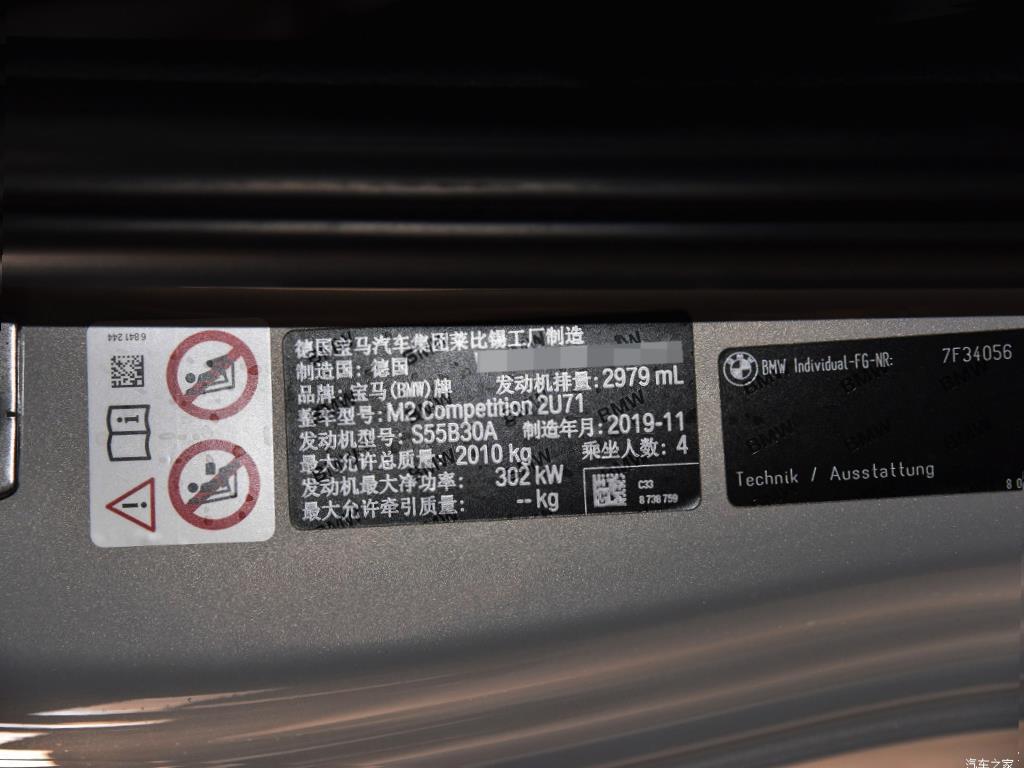 6 841 244
德国宝马汽车集团莱比锡工厂制造
制造国：德国
品牌：宝马(BMW)牌 发动机排量：2979 mL
整车型号：M2 Competition 2U71
发动机型号：S55B30A 制造年月：2019-11
最大允许总质量：2010 kg 乘坐人数：4
发动机最大净功率：302 kW
最大允许牵引质量：-- kg
C33
8 738 759
BMW Individual-FG-NR: 7F34056
Technik / Ausstattung
8 0
汽车之家